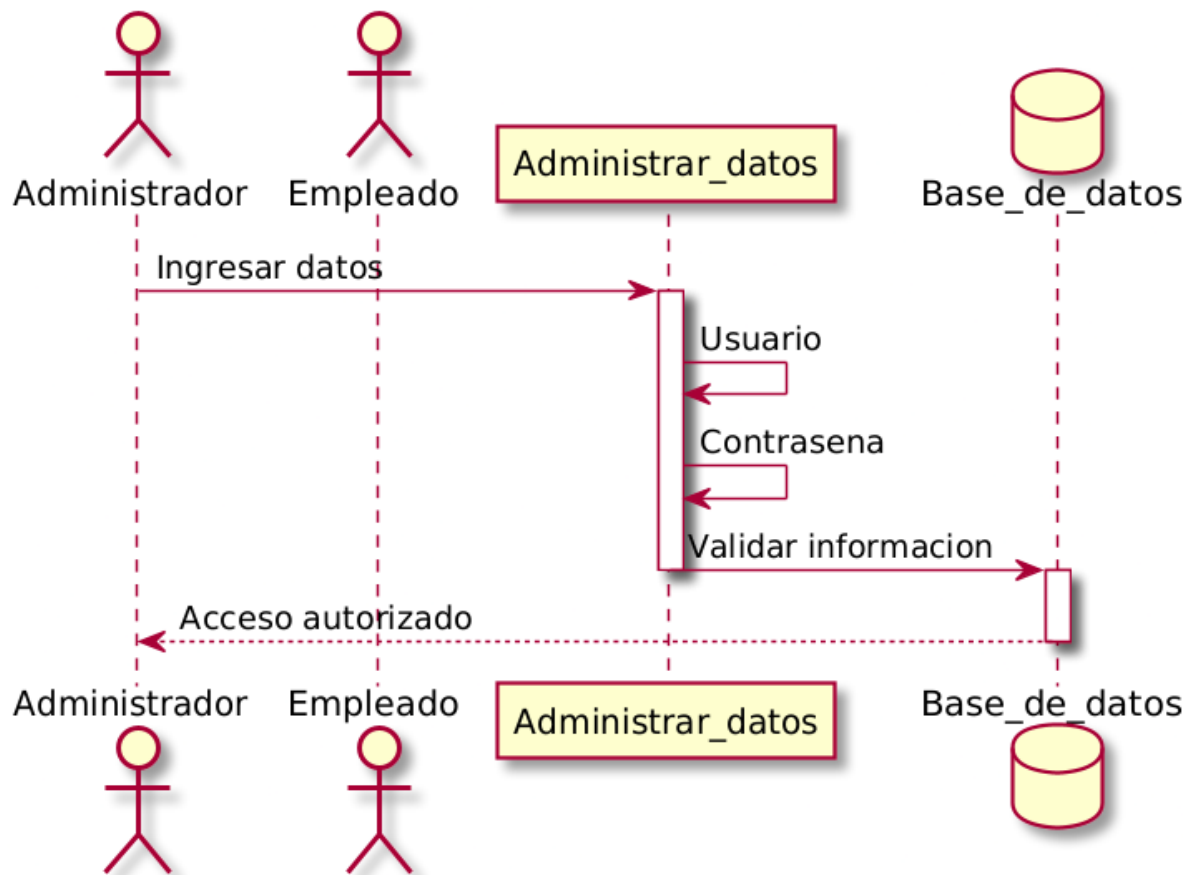 Administrador
Empleado
Administrar_datos
Base_de_datos
Ingresar datos
Usuario
Contrasena
Validar informacion
Acceso autorizado
Administrador
Empleado
Administrar_datos
Base_de_datos